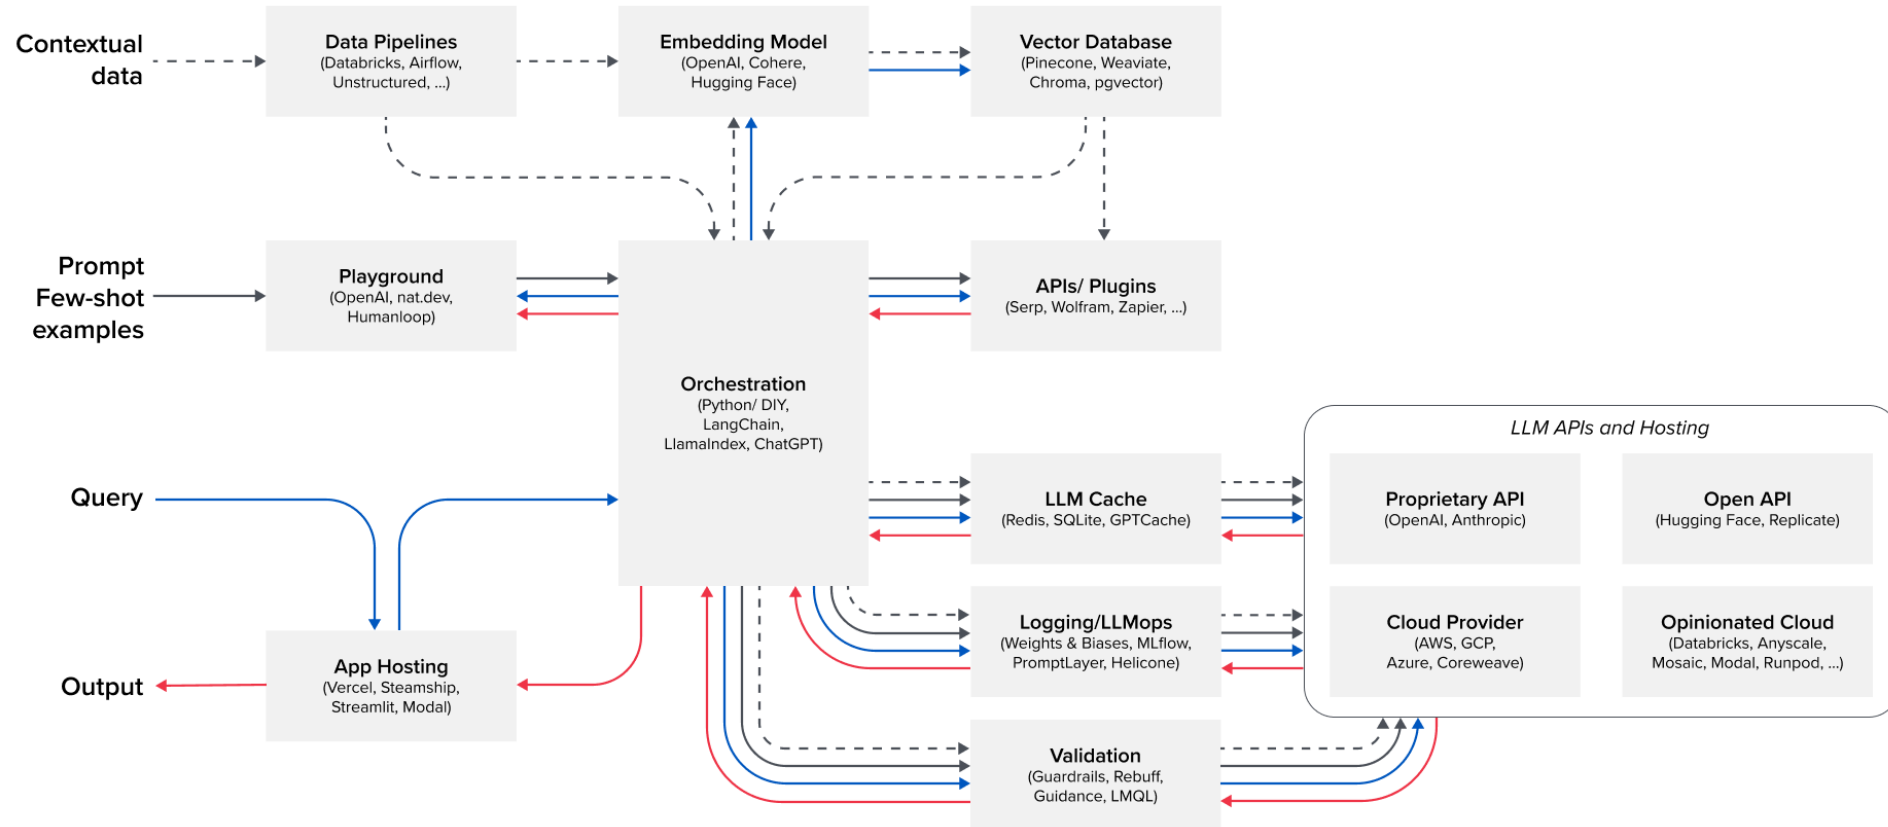 Contextual
data
Data Pipelines
(Databricks, Airflow,
Unstructured, ...)
Embedding Model
(OpenAI, Cohere,
Hugging Face)
Vector Database
(Pinecone, Weaviate,
Chroma, pgvector)
Prompt
Few-shot
examples
Playground
(OpenAI, nat.dev,
Humanloop)
Orchestration
(Python/ DIY,
LangChain,
LlamaIndex, ChatGPT)
APIs/ Plugins
(Serp, Wolfram, Zapier, ...)
Query
Output
App Hosting
(Vercel, Steamship,
Streamlit, Modal)
LLM Cache
(Redis, SQLite, GPTCache)
Logging/LLMops
(Weights & Biases, MLflow,
PromptLayer, Helicone)
Validation
(Guardrails, Rebuff,
Guidance, LMQL)
LLM APIs and Hosting
Proprietary API
(OpenAI, Anthropic)
Open API
(Hugging Face, Replicate)
Cloud Provider
(AWS, GCP,
Azure, Coreweave)
Opinionated Cloud
(Databricks, Anyscale,
Mosaic, Modal, Runpod, ...)